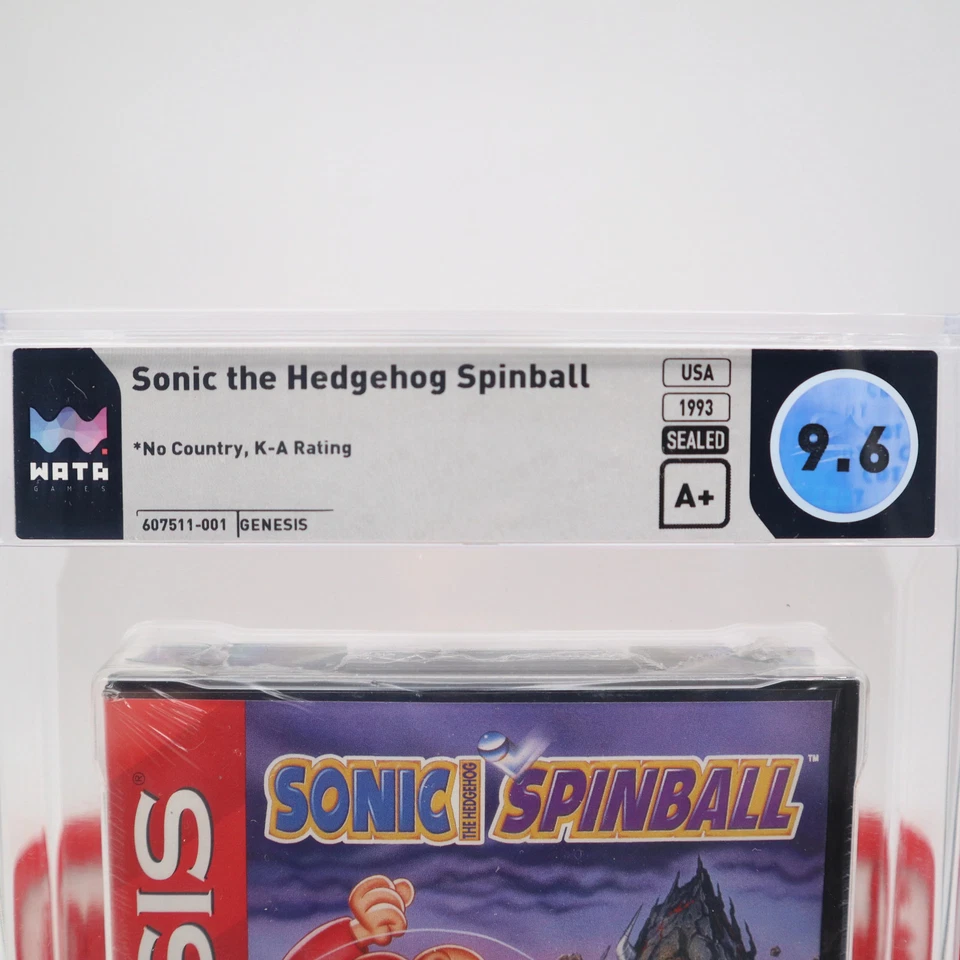 Sonic the Hedgehog Spinball
*No Country, K-A Rating
607511-001 GENESIS
USA
1993
SEALED
A+
9.6
WATA
GAMES
SONIC THE HEDGEHOG SPINBALL™
SIS
®